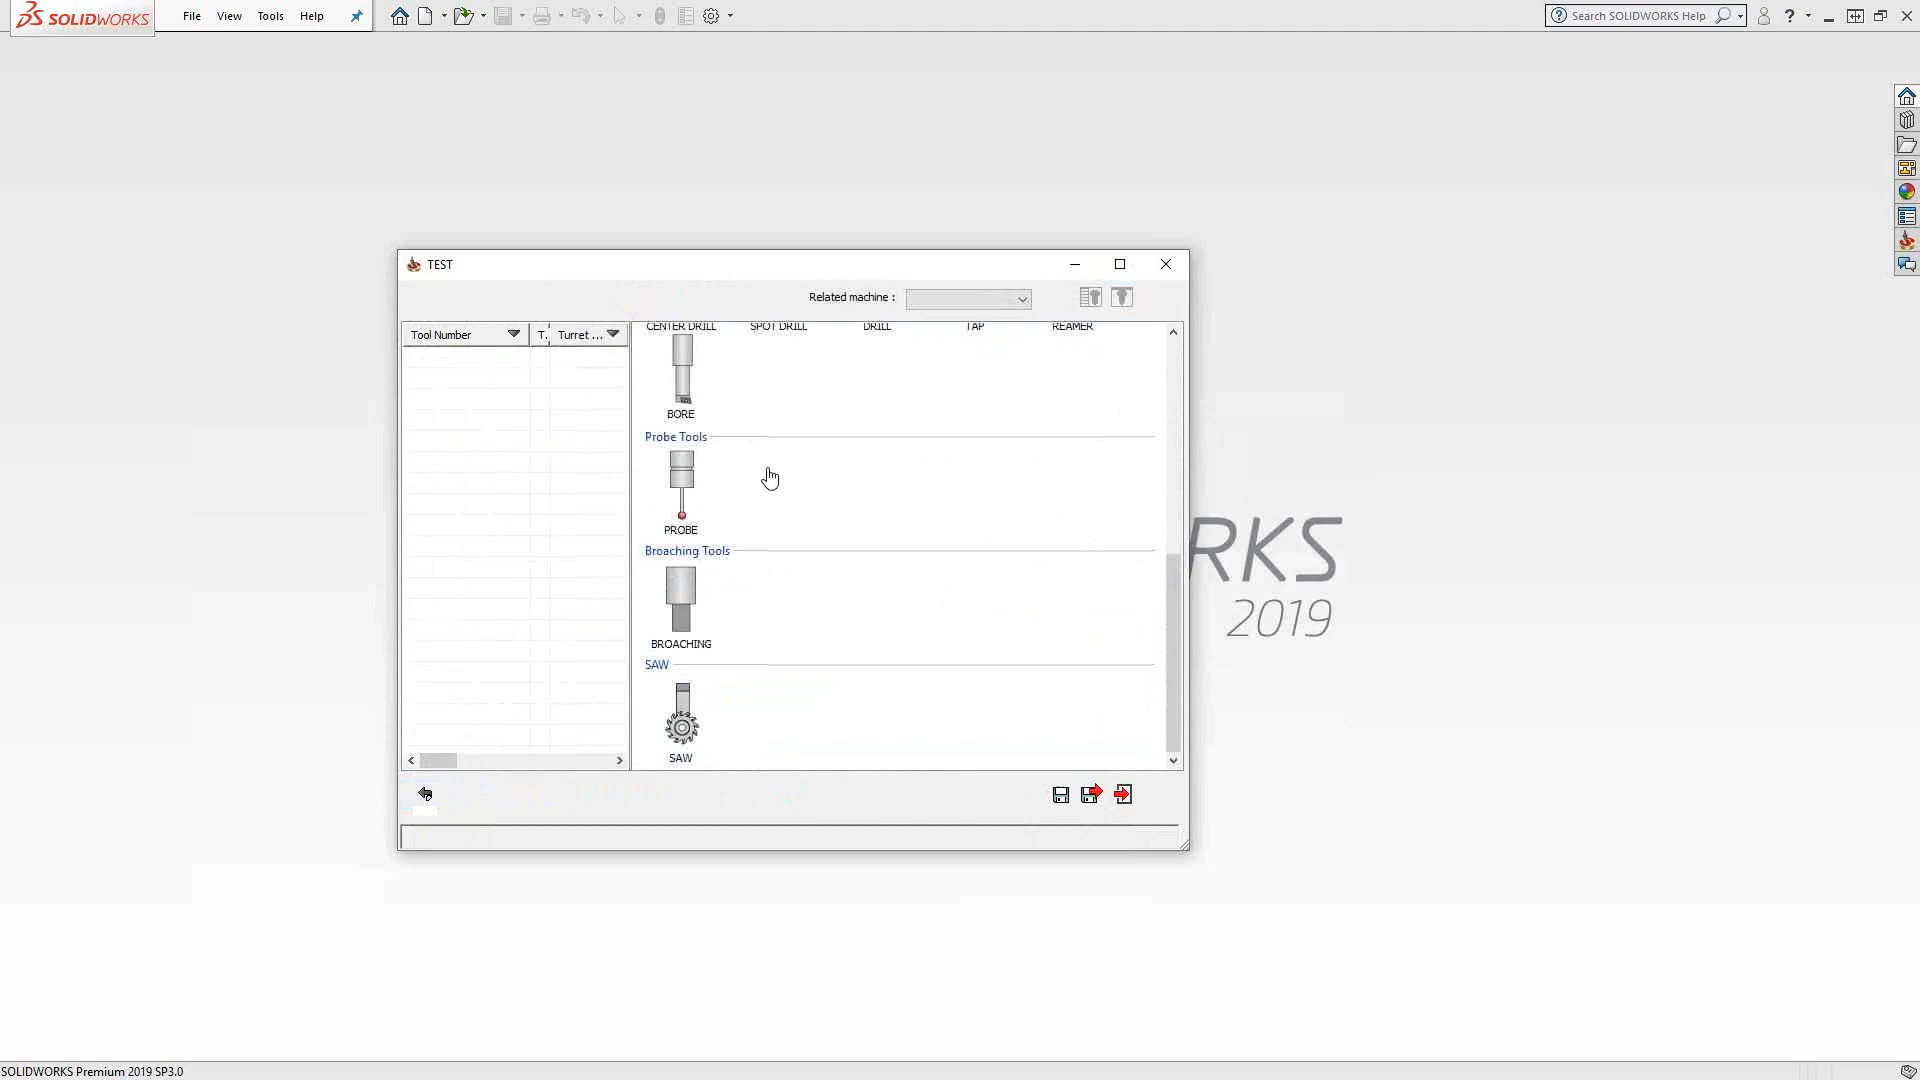 SOLIDWORKS
File View Tools Help
Search SOLIDWORKS Help
TEST
Related machine :
Tool Number T. Turret ...
CENTER DRILL SPOT DRILL DRILL TAP REAMER
BORE
Probe Tools
PROBE
Broaching Tools
BROACHING
SAW
SAW
RKS
2019
SOLIDWORKS Premium 2019 SP3.0